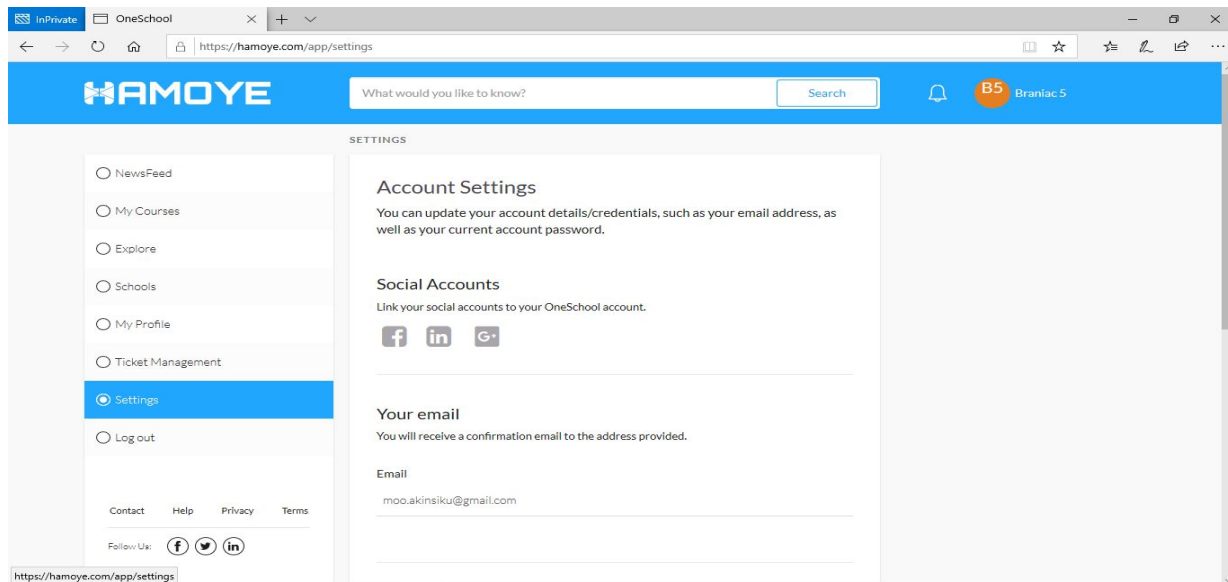 InPrivate
OneSchool
https://hamoye.com/app/settings
HAMOYE
What would you like to know?
Search
B5
Braniac 5
SETTINGS
NewsFeed
My Courses
Explore
Schools
My Profile
Ticket Management
Settings
Log out
Contact Help Privacy Terms
Follow Us:
Account Settings
You can update your account details/credentials, such as your email address, as
well as your current account password.
Social Accounts
Link your social accounts to your OneSchool account.
f in G+
Your email
You will receive a confirmation email to the address provided.
Email
moo.akinsiku@gmail.com
https://hamoye.com/app/settings